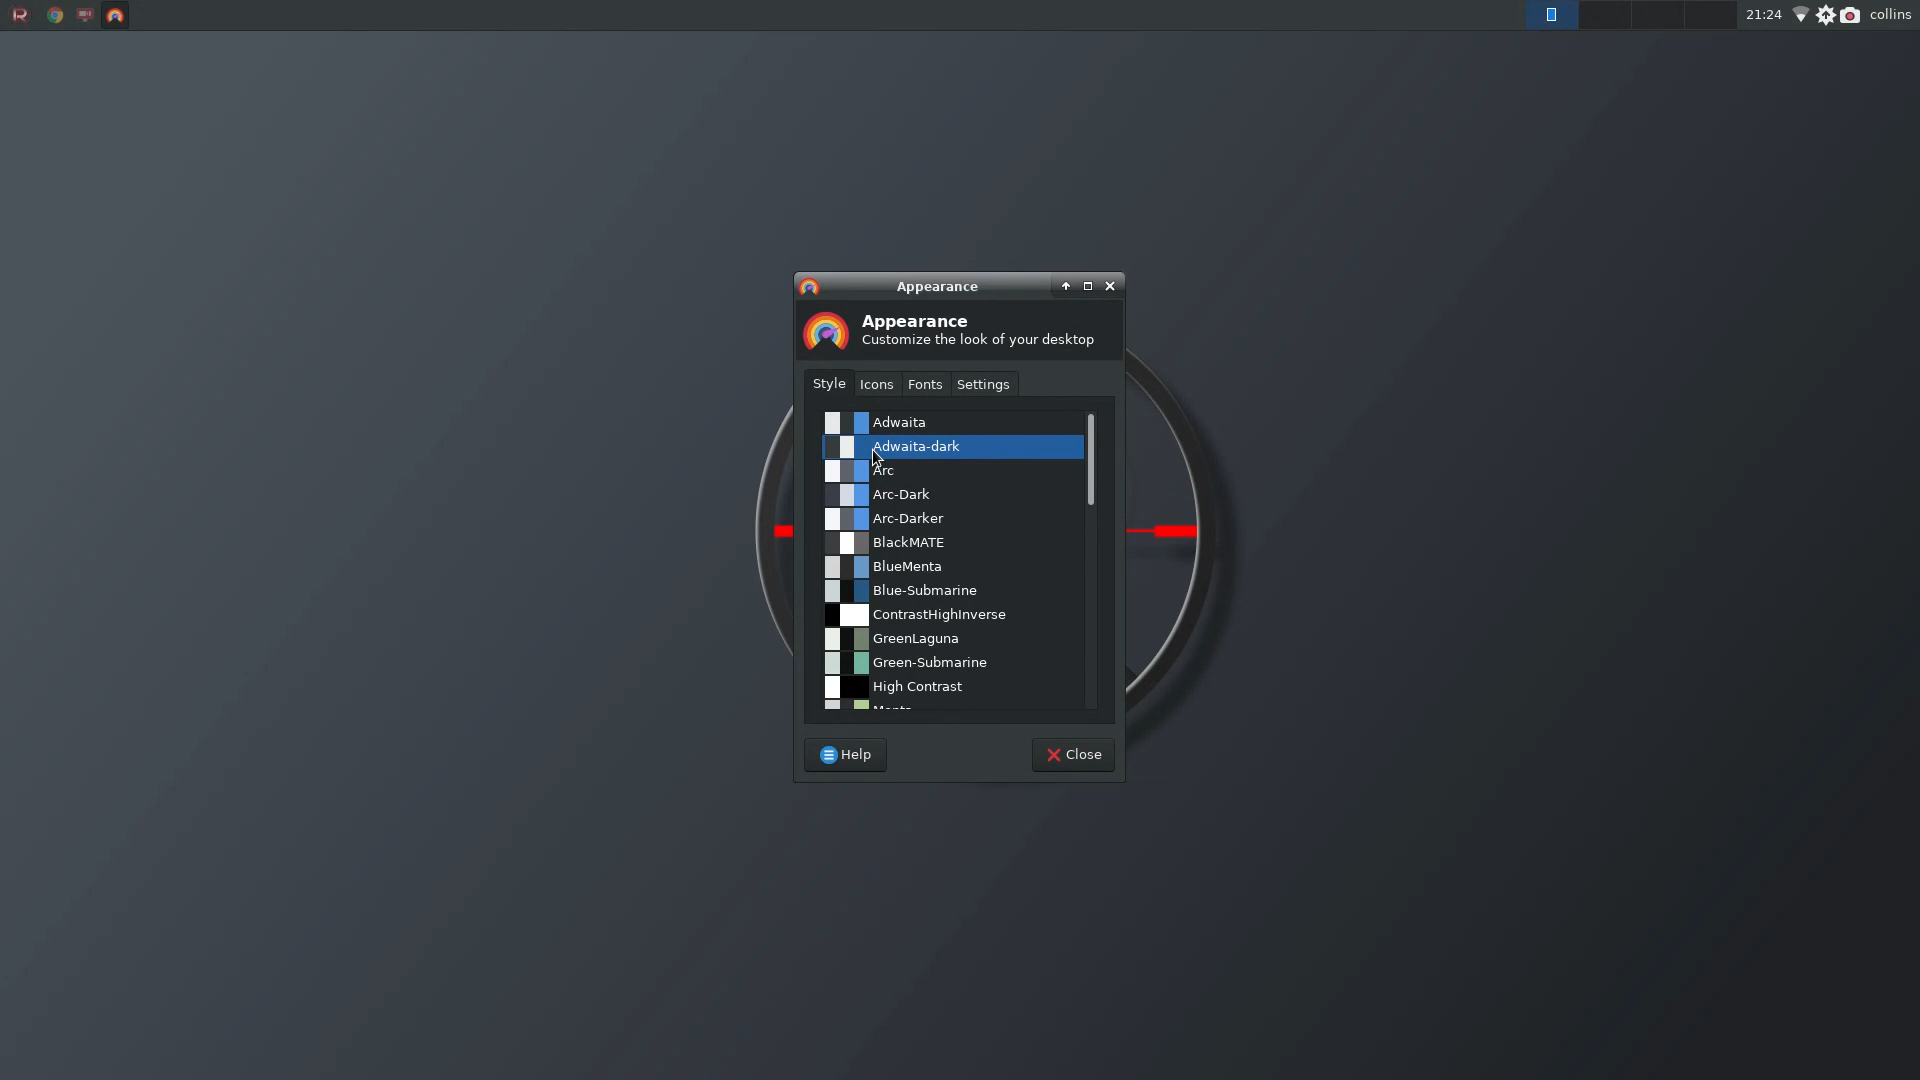 21:24 collins
Appearance
Appearance
Customize the look of your desktop
Style Icons Fonts Settings
Adwaita
Adwaita-dark
Arc
Arc-Dark
Arc-Darker
BlackMATE
BlueMenta
Blue-Submarine
ContrastHighInverse
GreenLaguna
Green-Submarine
High Contrast
Help Close